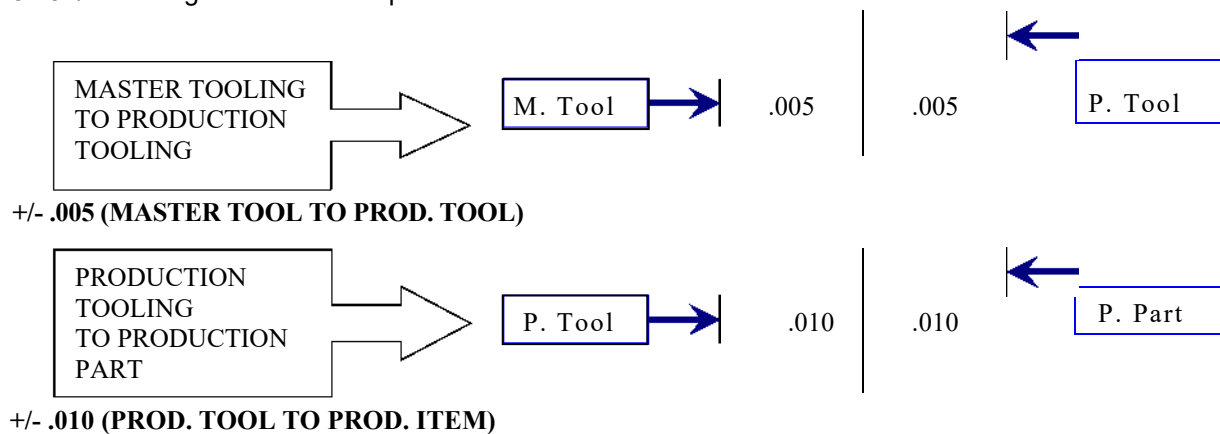 MASTER TOOLING
TO PRODUCTION
TOOLING
M. Tool
.005
.005
P. Tool
+/- .005 (MASTER TOOL TO PROD. TOOL)
PRODUCTION
TOOLING
TO PRODUCTION
PART
P. Tool
.010
.010
P. Part
+/- .010 (PROD. TOOL TO PROD. ITEM)